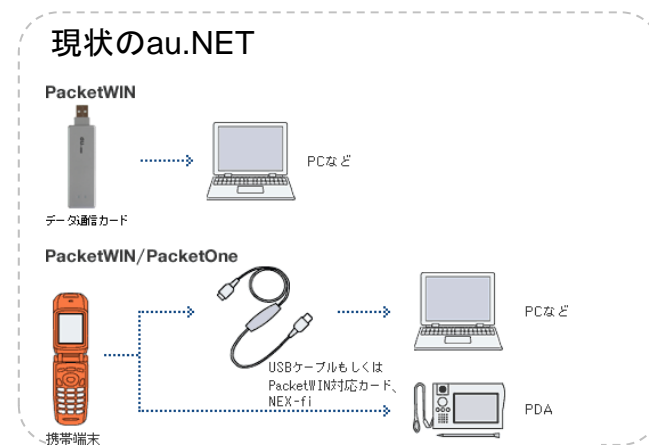 現状のau.NET
PacketWIN
PCなど
データ通信カード
PacketWIN/PacketOne
PCなど
USBケーブルもしくは
PacketWIN対応カード、
NEX-fi
PDA
携帯端末